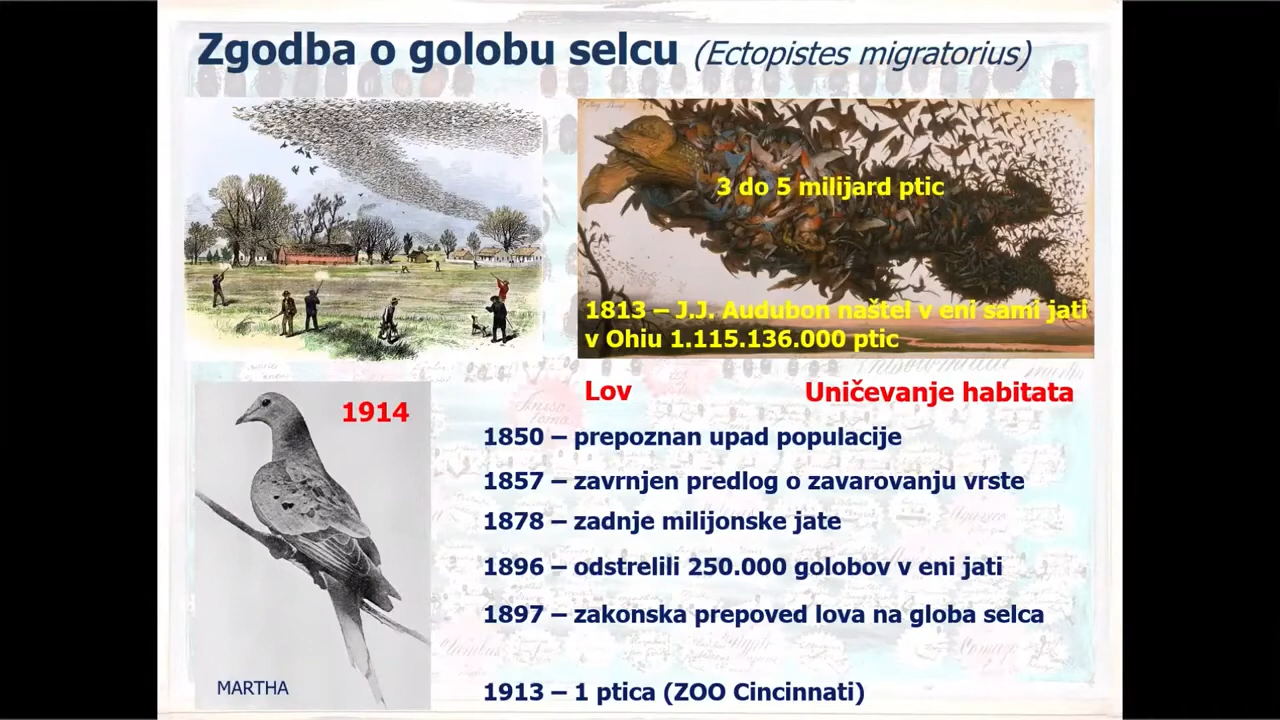 Zgodba o golobu selcu (Ectopistes migratorius)
3 do 5 milijard ptic
1813 – J.J. Audubon naštel v eni sami jati
v Ohiu 1.115.136.000 ptic
1914
MARTHA
Lov
Uničevanje habitata
1850 – prepoznan upad populacije
1857 – zavrnjen predlog o zavarovanju vrste
1878 – zadnje milijonske jate
1896 – odstrelili 250.000 golobov v eni jati
1897 – zakonska prepoved lova na globa selca
1913 – 1 ptica (ZOO Cincinnati)